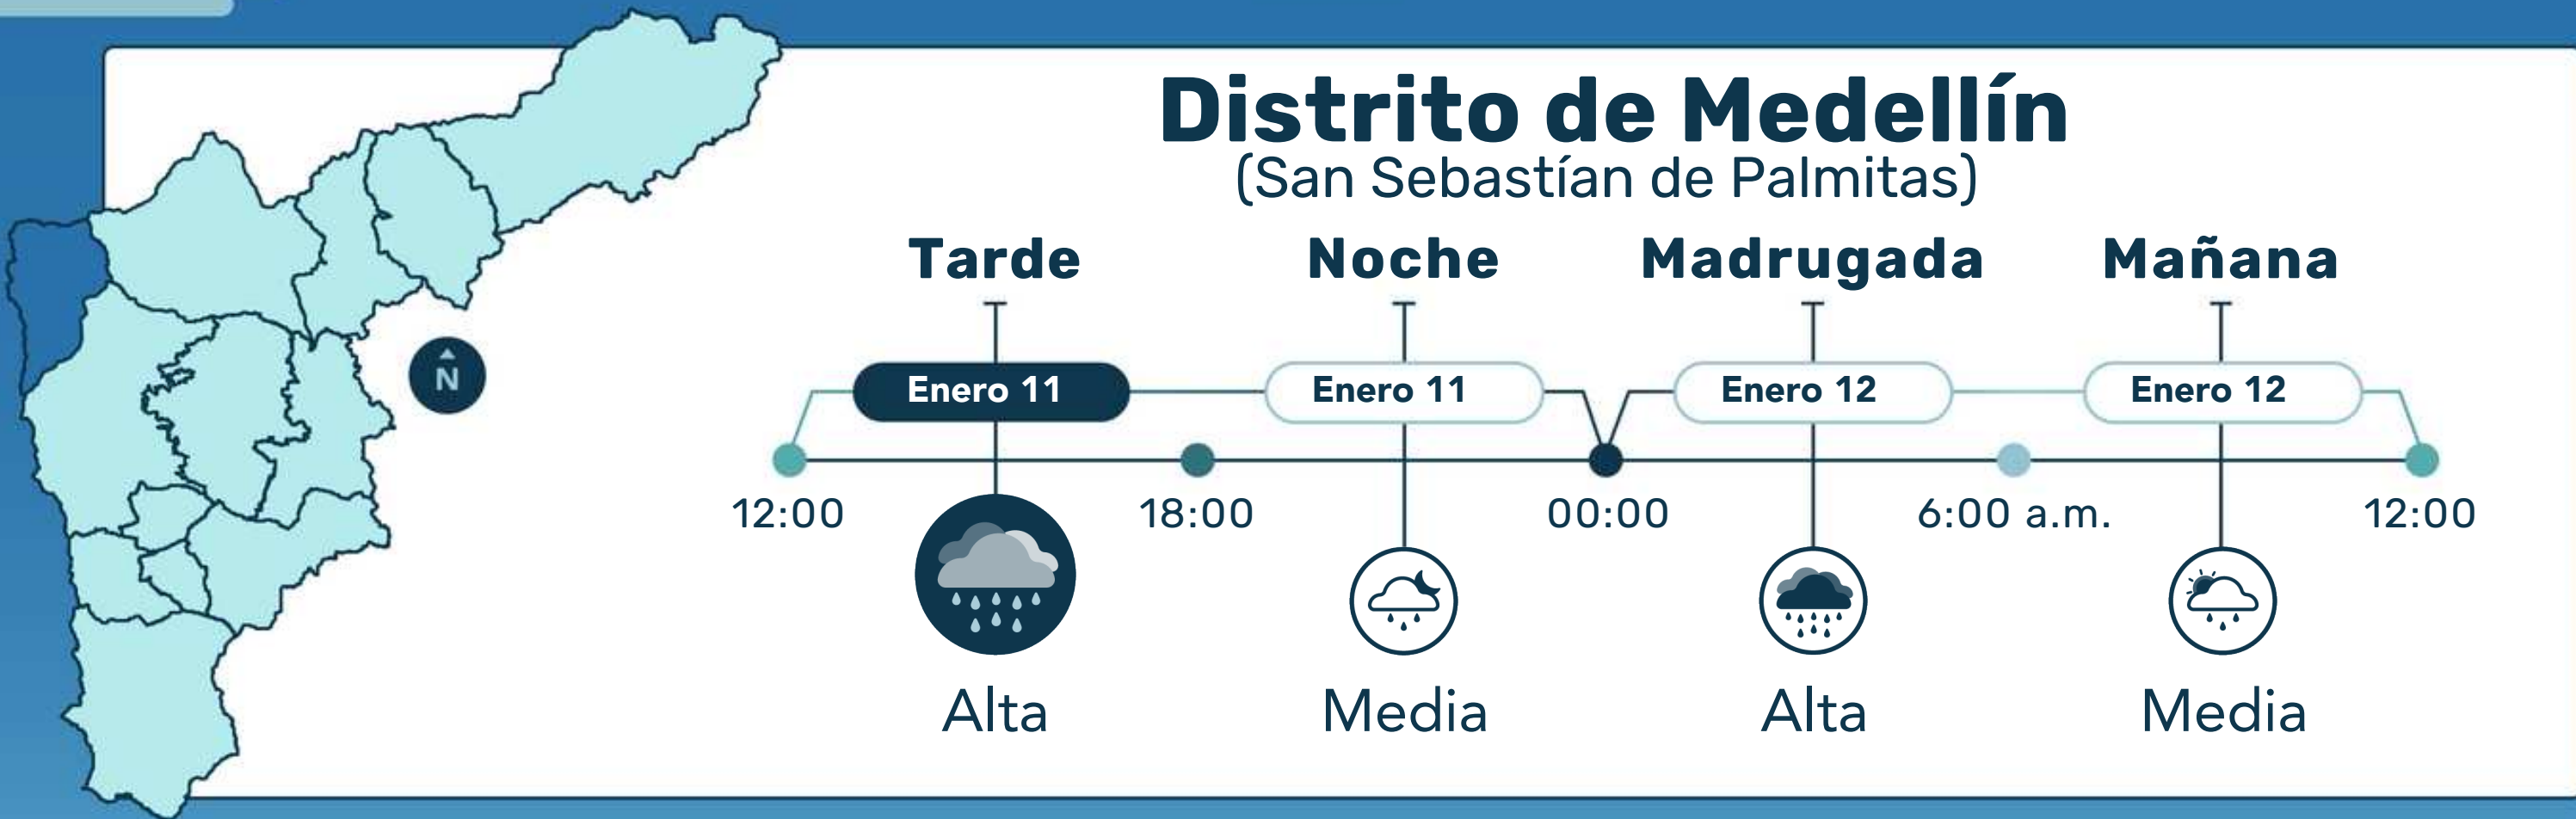 Distrito de Medellín
(San Sebastían de Palmitas)
Tarde Noche Madrugada Mañana
N
Enero 11 Enero 11 Enero 12 Enero 12
12:00 18:00 00:00 6:00 a.m. 12:00
Alta Media Alta Media